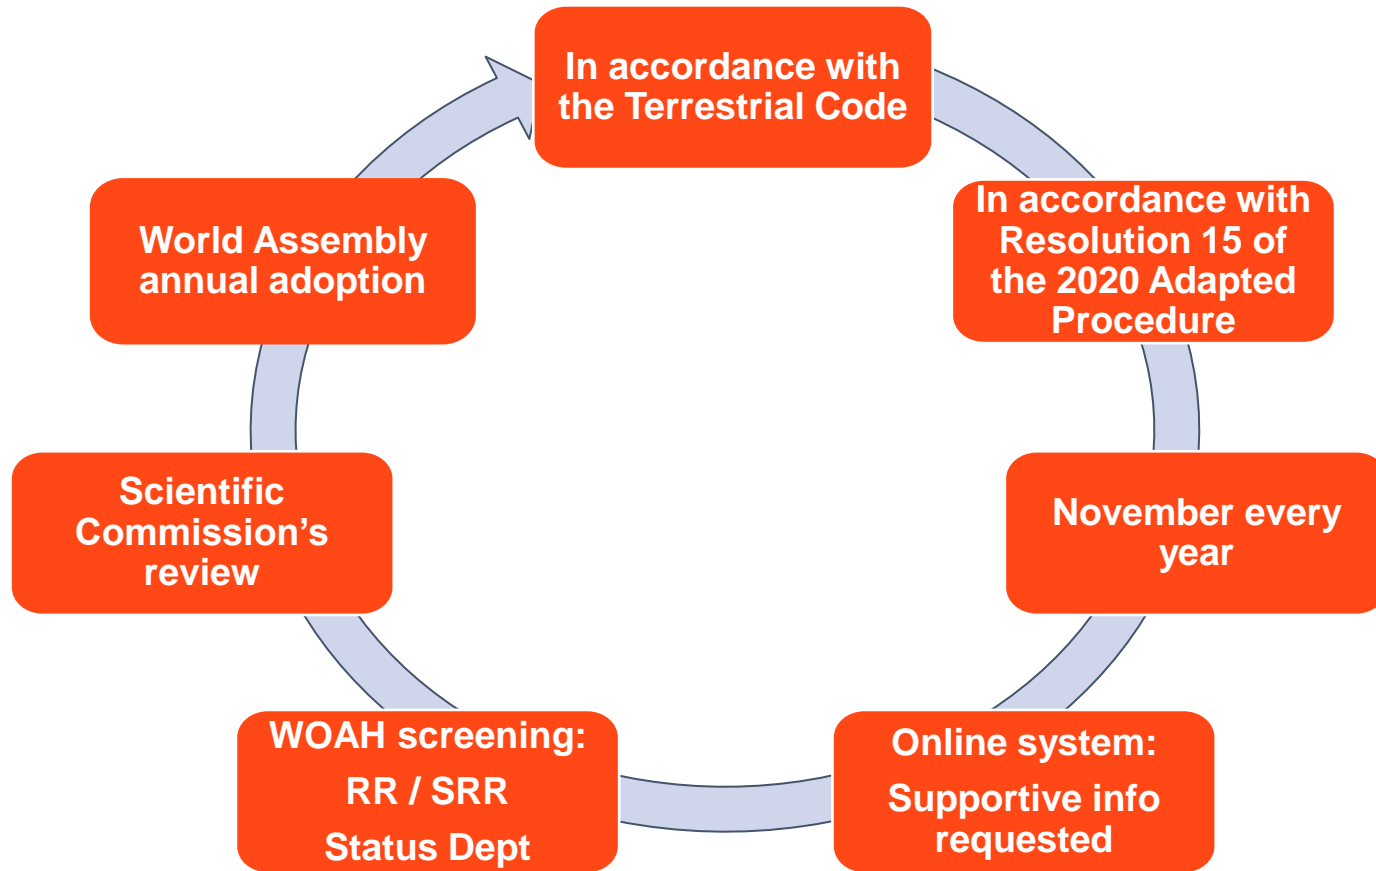 In accordance with
the Terrestrial Code
In accordance with
Resolution 15 of
the 2020 Adapted
Procedure
November every
year
Online system:
Supportive info
requested
WOAH screening:
RR / SRR
Status Dept
Scientific
Commission’s
review
World Assembly
annual adoption